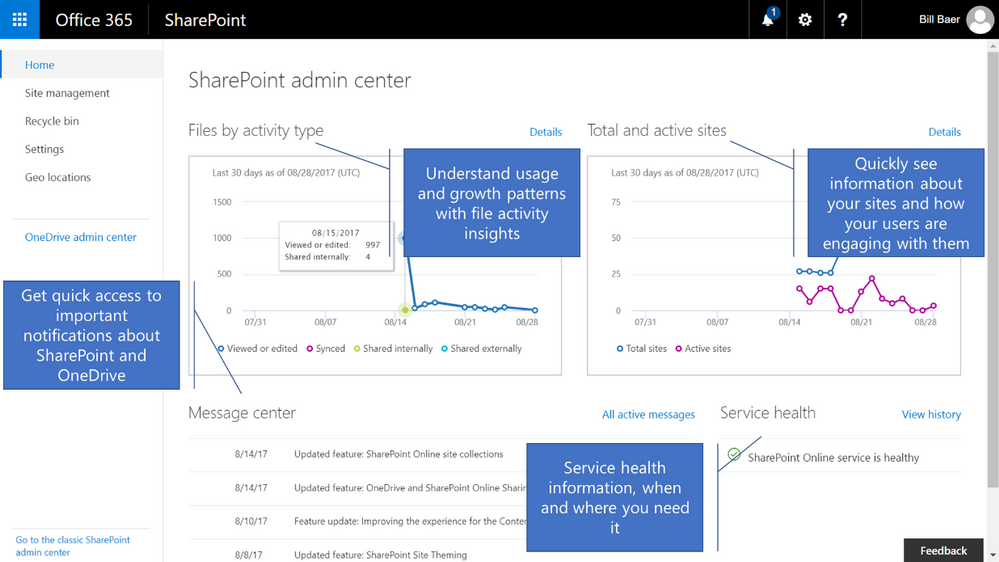 Office 365
SharePoint
1
?
Bill Baer
Home
Site management
Recycle bin
Settings
Geo locations
OneDrive admin center
Go to the classic SharePoint
admin center
SharePoint admin center
Files by activity type
Details
Last 30 days as of 08/28/2017 (UTC)
1500
1000
500
0
08/15/2017
Viewed or edited: 997
Shared internally: 4
07/31 08/07 08/14 08/21 08/28
Viewed or edited Synced Shared internally Shared externally
Understand usage
and growth patterns
with file activity
insights
Total and active sites
Details
Last 30 days as of 08/28/2017 (UTC)
75
50
25
0
07/31 08/07 08/14 08/21 08/28
Total sites Active sites
Quickly see
information about
your sites and how
your users are
engaging with them
Get quick access to
important
notifications about
SharePoint and
OneDrive
Message center
All active messages
8/14/17 Updated feature: SharePoint Online site collections
8/14/17 Updated feature: OneDrive and SharePoint Online Sharin
8/10/17 Feature update: Improving the experience for the Conten
8/8/17 Updated feature: SharePoint Site Theming
Service health
View history
SharePoint Online service is healthy
Service health
information, when
and where you need
it
Feedback